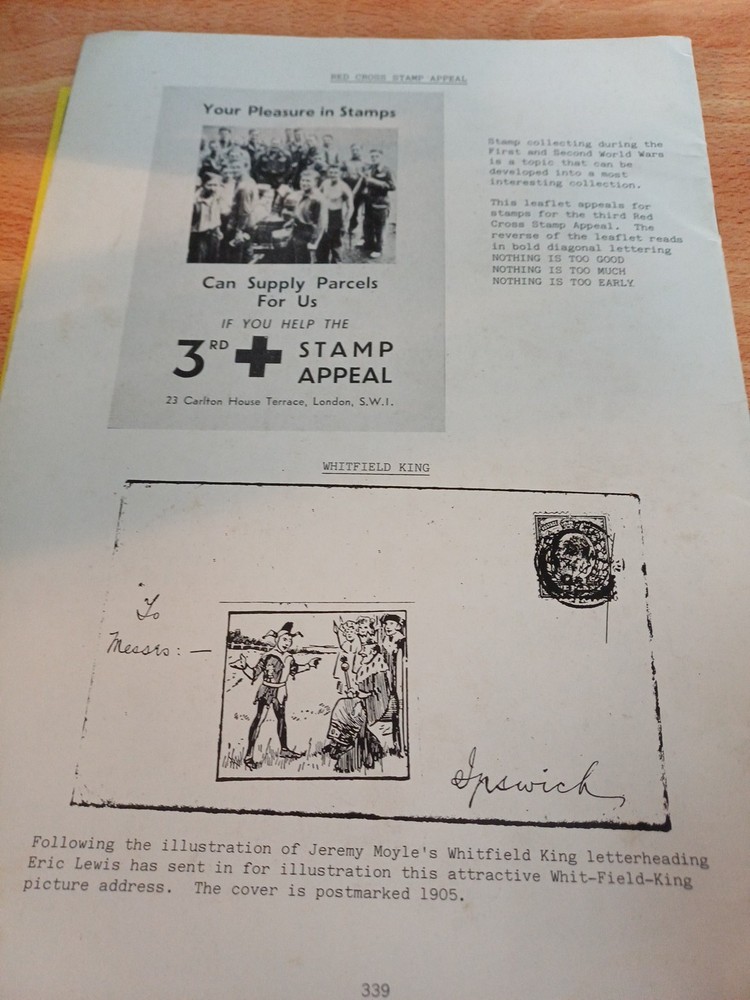 RED CROSS STAMP APPEAL
Your Pleasure in Stamps
Can Supply Parcels
For Us
IF YOU HELP THE
3RD + STAMP
APPEAL
23 Carlton House Terrace, London, S.W.1.
Stamp collecting during the
First and Second World Wars
is a topic that can be
developed into a most
interesting collection.
This leaflet appeals for
stamps for the third Red
Cross Stamp Appeal. The
reverse of the leaflet reads
in bold diagonal lettering
NOTHING IS TOO GOOD
NOTHING IS TOO MUCH
NOTHING IS TOO EARLY
WHITFIELD KING
To
Messrs: —
Ipswich
Following the illustration of Jeremy Moyle's Whitfield King letterheading
Eric Lewis has sent in for illustration this attractive Whit-Field-King
picture address. The cover is postmarked 1905.
339